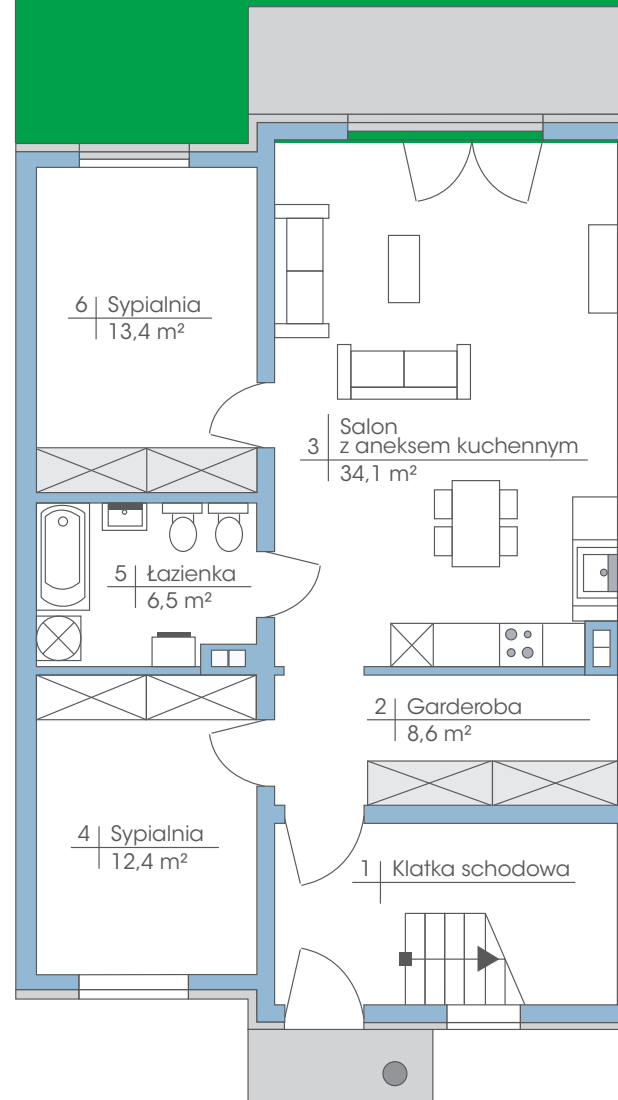 6 Sypialnia
13,4 m²
3 Salon
z aneksem kuchennym
34,1 m²
5 Łazienka
6,5 m²
2 Garderoba
8,6 m²
4 Sypialnia
12,4 m²
1 Klatka schodowa